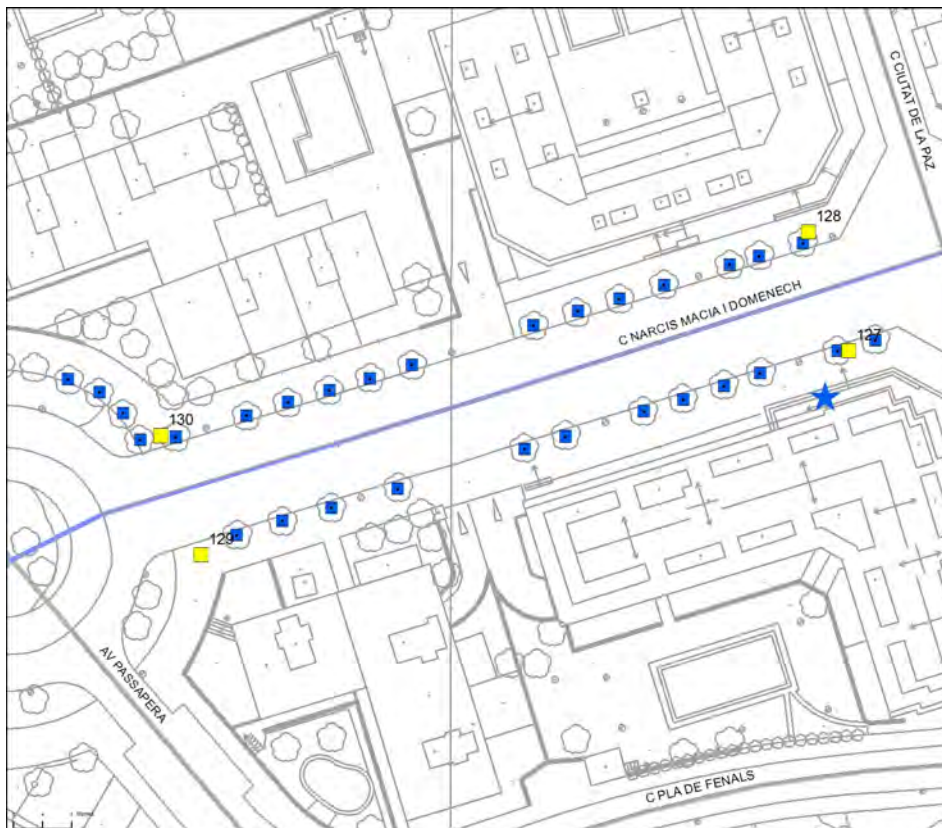 C CIUTAT DE LA PAZ
128
C NARCIS MACIA I DOMENECH
127
130
129
AV PASSAPERA
C PLA DE FENALS